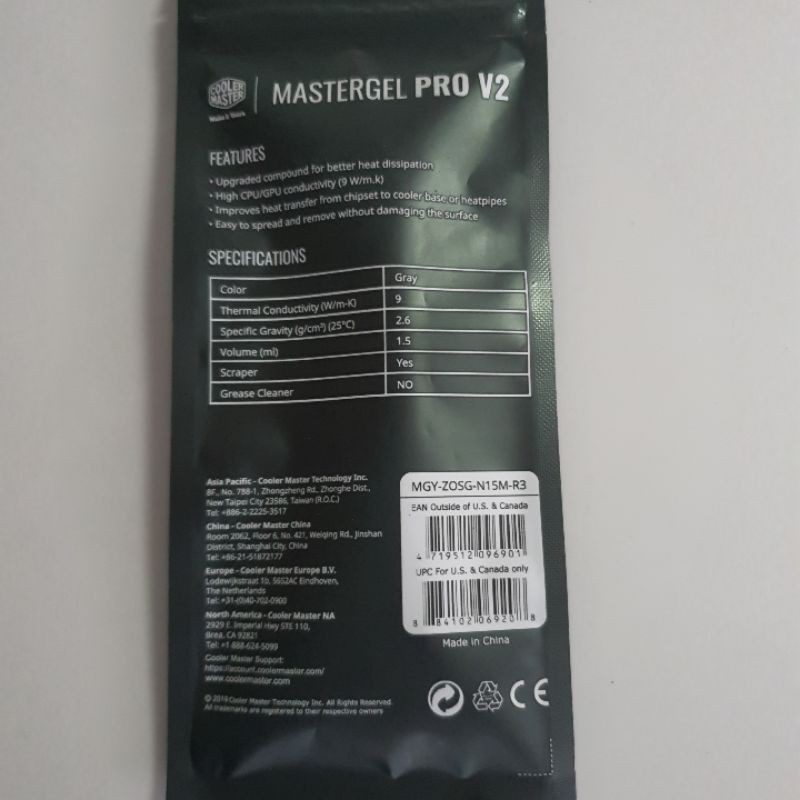 COOLER MASTER
Make It Yours
MASTERGEL PRO V2
FEATURES
• Upgraded compound for better heat dissipation
• High CPU/GPU conductivity (9 W/m.k)
• Improves heat transfer from chipset to cooler base or heatpipes
• Easy to spread and remove without damaging the surface
SPECIFICATIONS
Color Gray
Thermal Conductivity (W/m-K) 9
Specific Gravity (g/cm³) (25°C) 2.6
Volume (ml) 1.5
Scraper Yes
Grease Cleaner NO
Asia Pacific - Cooler Master Technology Inc.
8F., No. 788-1, Zhongzheng Rd., Zhonghe Dist.,
New Taipei City 23586, Taiwan (R.O.C.)
Tel: +886-2-2225-3517
China - Cooler Master China
Room 2062, Floor 6, No. 421, Weiqing Rd., Jinshan
District, Shanghai City, China
Tel: +86-21-51872177
Europe - Cooler Master Europe B.V.
Lodewijkstraat 1b, 5652AC Eindhoven,
The Netherlands
Tel: +31-(0)40-702-0900
North America - Cooler Master NA
2929 E. Imperial Hwy STE 110,
Brea, CA 92821
Tel: +1-888-624-5099
Cooler Master Support:
https://account.coolermaster.com/
www.coolermaster.com
© 2019 Cooler Master Technology Inc. All Rights Reserved.
All trademarks are registered to their respective owners
MGY-ZOSG-N15M-R3
EAN Outside of U.S. & Canada
4 719512 096901
UPC For U.S. & Canada only
8 84102 06920 8
Made in China
CE